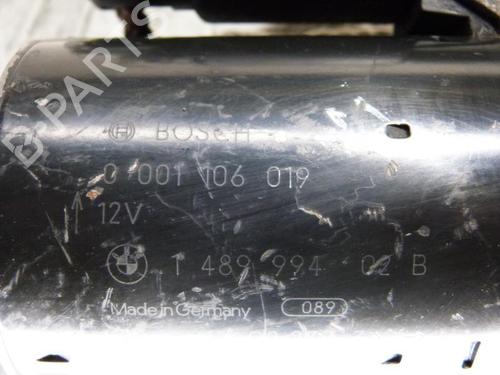 B PARTS
BOSCH
0 001 106 019
12V
1 489 994 02 B
Made in Germany 089